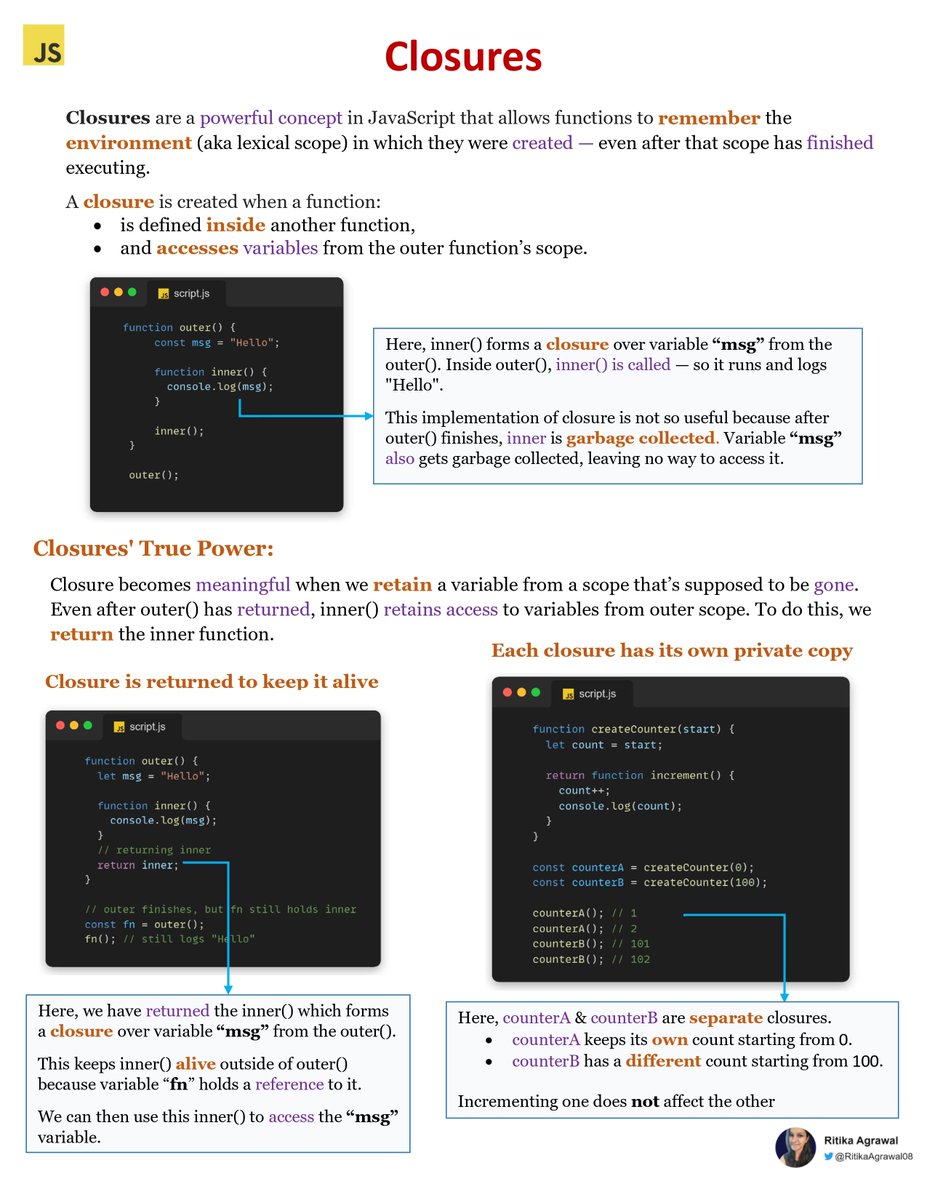 JS
Closures
Closures are a powerful concept in JavaScript that allows functions to remember the
environment (aka lexical scope) in which they were created — even after that scope has finished
executing.
A closure is created when a function:
• is defined inside another function,
• and accesses variables from the outer function’s scope.
JS script.js
function outer() {
const msg = "Hello";
function inner() {
console.log(msg);
}
inner();
}
outer();
Here, inner() forms a closure over variable “msg” from the
outer(). Inside outer(), inner() is called — so it runs and logs
"Hello".
This implementation of closure is not so useful because after
outer() finishes, inner is garbage collected. Variable “msg”
also gets garbage collected, leaving no way to access it.
Closures' True Power:
Closure becomes meaningful when we retain a variable from a scope that’s supposed to be gone.
Even after outer() has returned, inner() retains access to variables from outer scope. To do this, we
return the inner function.
Closure is returned to keep it alive
JS script.js
function outer() {
let msg = "Hello";
function inner() {
console.log(msg);
}
// returning inner
return inner;
}
// outer finishes, but fn still holds inner
const fn = outer();
fn(); // still logs "Hello"
Here, we have returned the inner() which forms
a closure over variable “msg” from the outer().
This keeps inner() alive outside of outer()
because variable “fn” holds a reference to it.
We can then use this inner() to access the “msg”
variable.
Each closure has its own private copy
JS script.js
function createCounter(start) {
let count = start;
return function increment() {
count++;
console.log(count);
}
}
const counterA = createCounter(0);
const counterB = createCounter(100);
counterA(); // 1
counterA(); // 2
counterB(); // 101
counterB(); // 102
Here, counterA & counterB are separate closures.
• counterA keeps its own count starting from 0.
• counterB has a different count starting from 100.
Incrementing one does not affect the other
Ritika Agrawal
@RitikaAgrawal08